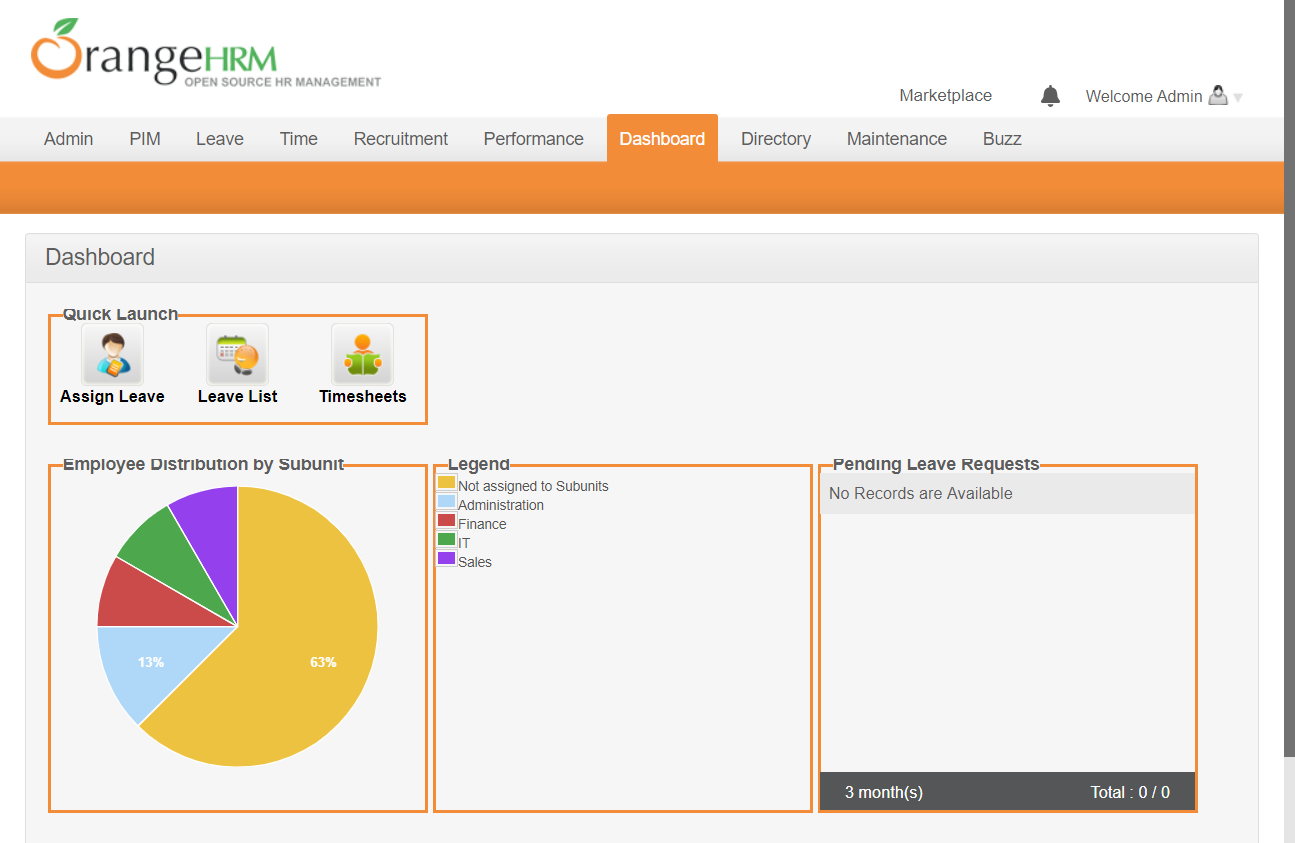 OrangeHRM
OPEN SOURCE HR MANAGEMENT
Marketplace Welcome Admin
Admin PIM Leave Time Recruitment Performance Dashboard Directory Maintenance Buzz
Dashboard
Quick Launch
Assign Leave Leave List Timesheets
Employee Distribution by Subunit
13%
63%
Legend
Not assigned to Subunits
Administration
Finance
IT
Sales
Pending Leave Requests
No Records are Available
3 month(s) Total : 0 / 0